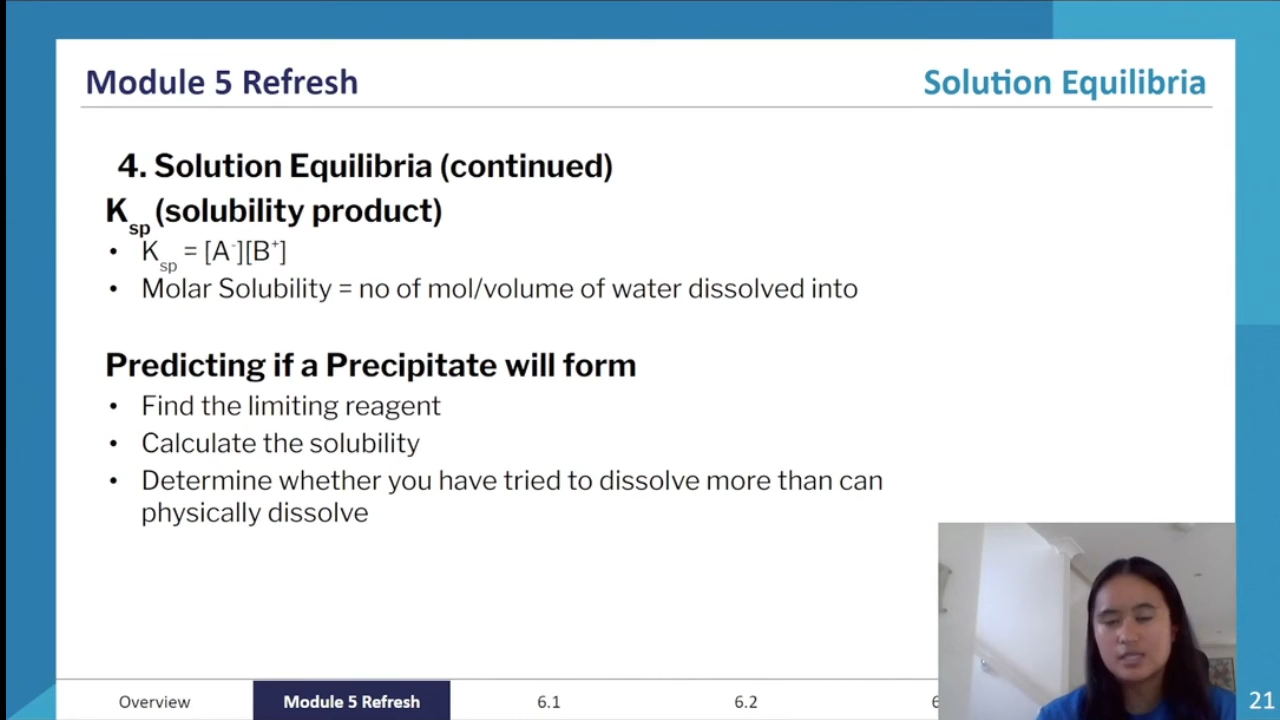 Module 5 Refresh
Solution Equilibria
4. Solution Equilibria (continued)
Ksp (solubility product)
• Ksp = [A⁻][B⁺]
• Molar Solubility = no of mol/volume of water dissolved into
Predicting if a Precipitate will form
• Find the limiting reagent
• Calculate the solubility
• Determine whether you have tried to dissolve more than can
physically dissolve
Overview
Module 5 Refresh
6.1
6.2
21